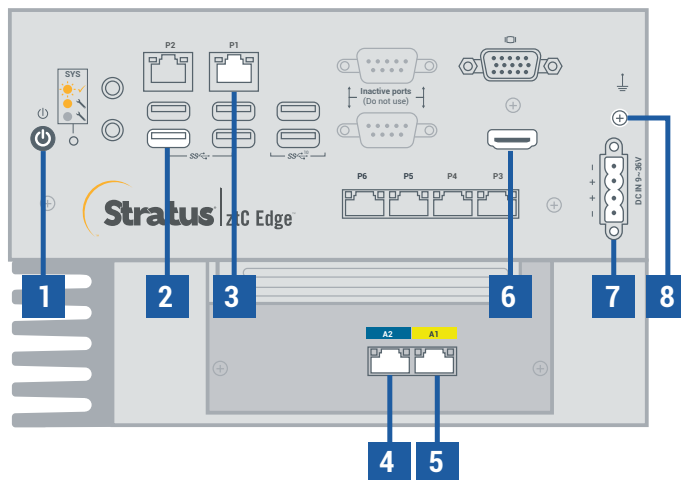 P2 P1
SYS
Inactive ports
(Do not use)
SS
SS 10
P6 P5 P4 P3
DC IN 9~36V
– + + –
Stratus ztC Edge
1 2 3 6 7 8
A2 A1
4 5